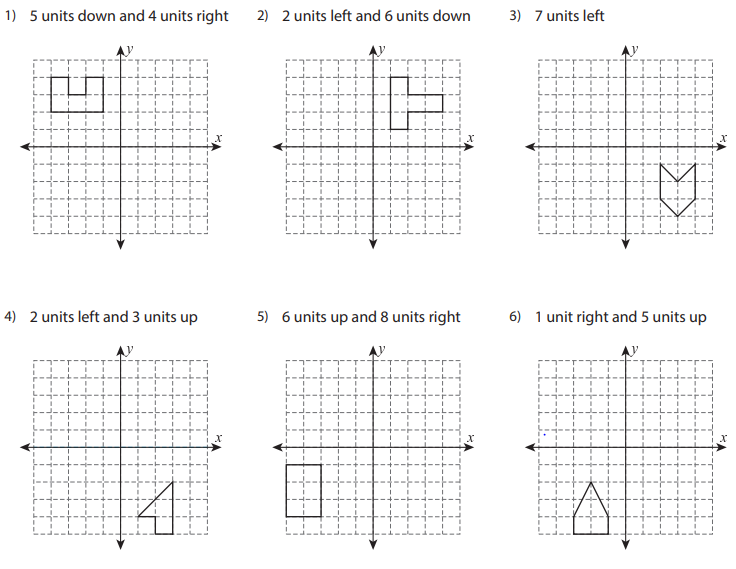 1) 5 units down and 4 units right
2) 2 units left and 6 units down
3) 7 units left
y
y
y
x
x
x
4) 2 units left and 3 units up
5) 6 units up and 8 units right
6) 1 unit right and 5 units up
y
y
y
x
x
x